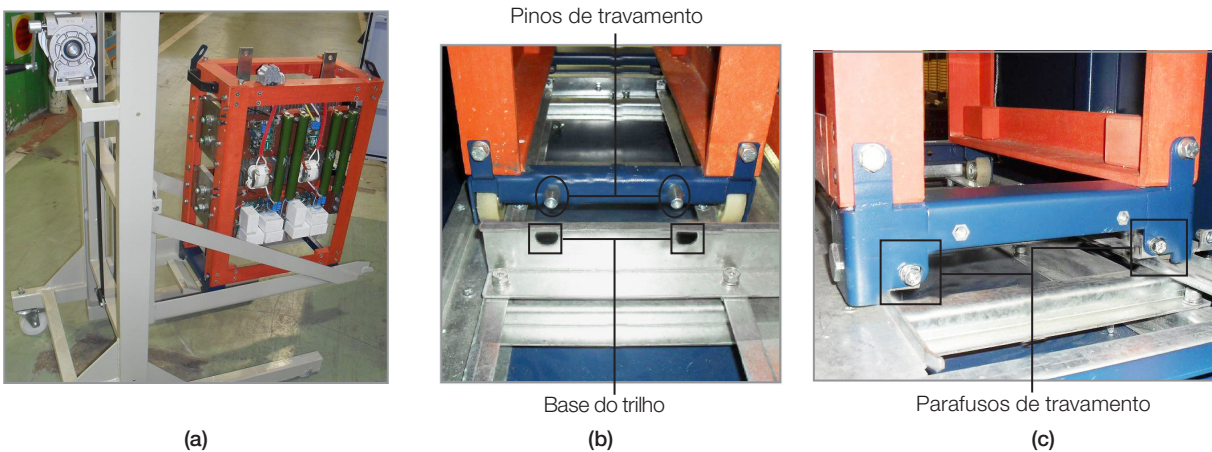 Pinos de travamento
Base do trilho
Parafusos de travamento
(a)
(b)
(c)